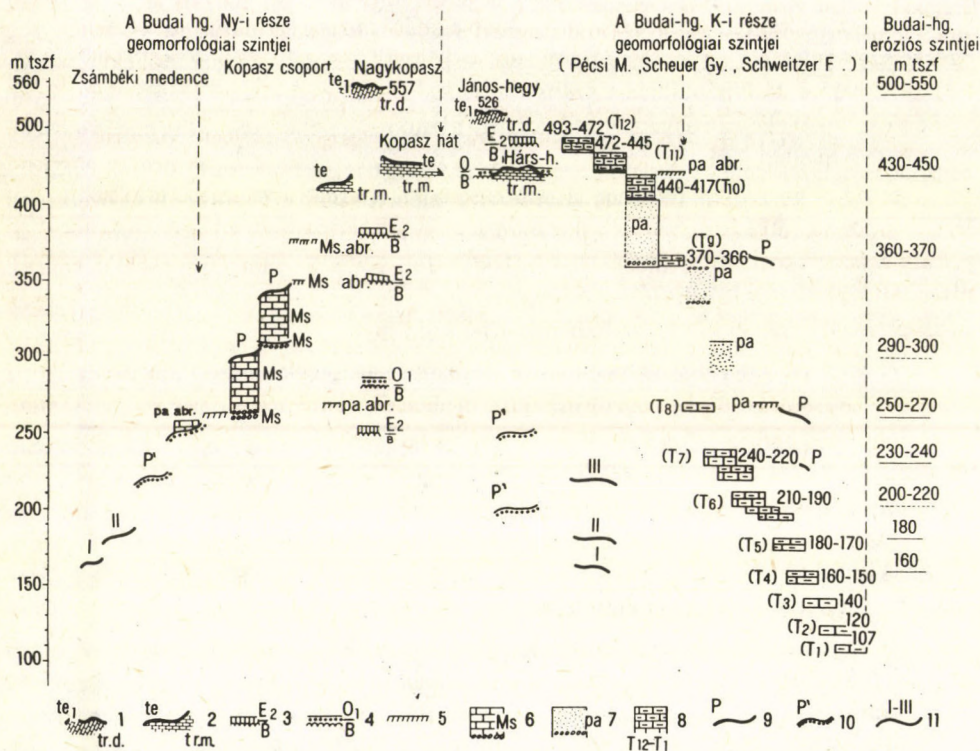 A Budai hg. Ny-i része
geomorfológiai szintjei
A Budai-hg. K-i része
geomorfológiai szintjei
( Pécsi M. ,Scheuer Gy. , Schweitzer F . )
Budai-hg.
eróziós szintjei
m tszf
m tszf
Zsámbéki medence
Kopasz csoport
Nagykopasz
560
500
400
350
300
250
200
150
100
te1
557
tr.d.
János-hegy
te1 526
tr.d.
E2
B
Hárs-h.
O
B
tr.m.
Kopasz hát
te
tr.m.
te
tr.m.
493-472 (T12)
472-445
(T11)
pa abr.
440-417(T10)
pa
(T9)
370-366
P
pa
pa
Ms.abr.
E2
B
Ms abr.
E2
B
P
Ms
Ms
P
Ms
Ms
O1
B
pa.abr.
E2
B
pa abr.
P'
II
I
P'
P'
III
II
I
(T8)
pa
P
(T7) 240-220
P
(T6) 210-190
(T5) 180-170
(T4) 160-150
(T3) 140
(T2) 120
(T1) 107
500-550
430-450
360-370
290-300
250-270
230-240
200-220
180
160
te1 1
tr.d.
te 2
tr.m.
E2 3
B
O1 4
B
5
Ms 6
pa 7
8
T12-T1
P 9
P' 10
I-III 11